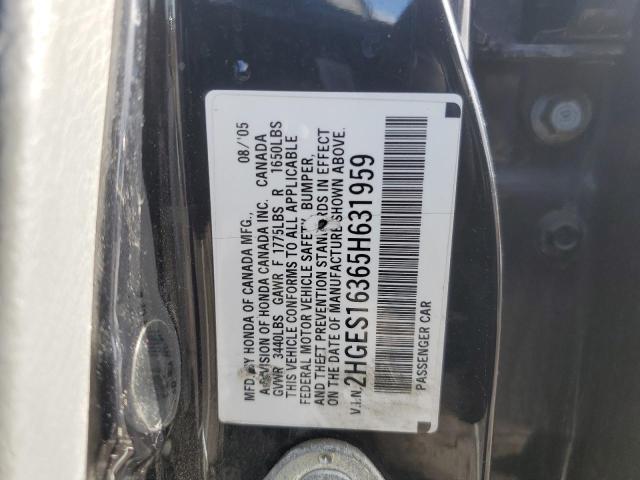 MFD BY HONDA OF CANADA MFG., 08/'05
A DIVISION OF HONDA CANADA INC. CANADA
GVWR 3440LBS GAWR F 1775LBS R 1650LBS
THIS VEHICLE CONFORMS TO ALL APPLICABLE
FEDERAL MOTOR VEHICLE SAFETY, BUMPER,
AND THEFT PREVENTION STANDARDS IN EFFECT
ON THE DATE OF MANUFACTURE SHOWN ABOVE.
V.I.N. 2HGES16365H631959
PASSENGER CAR